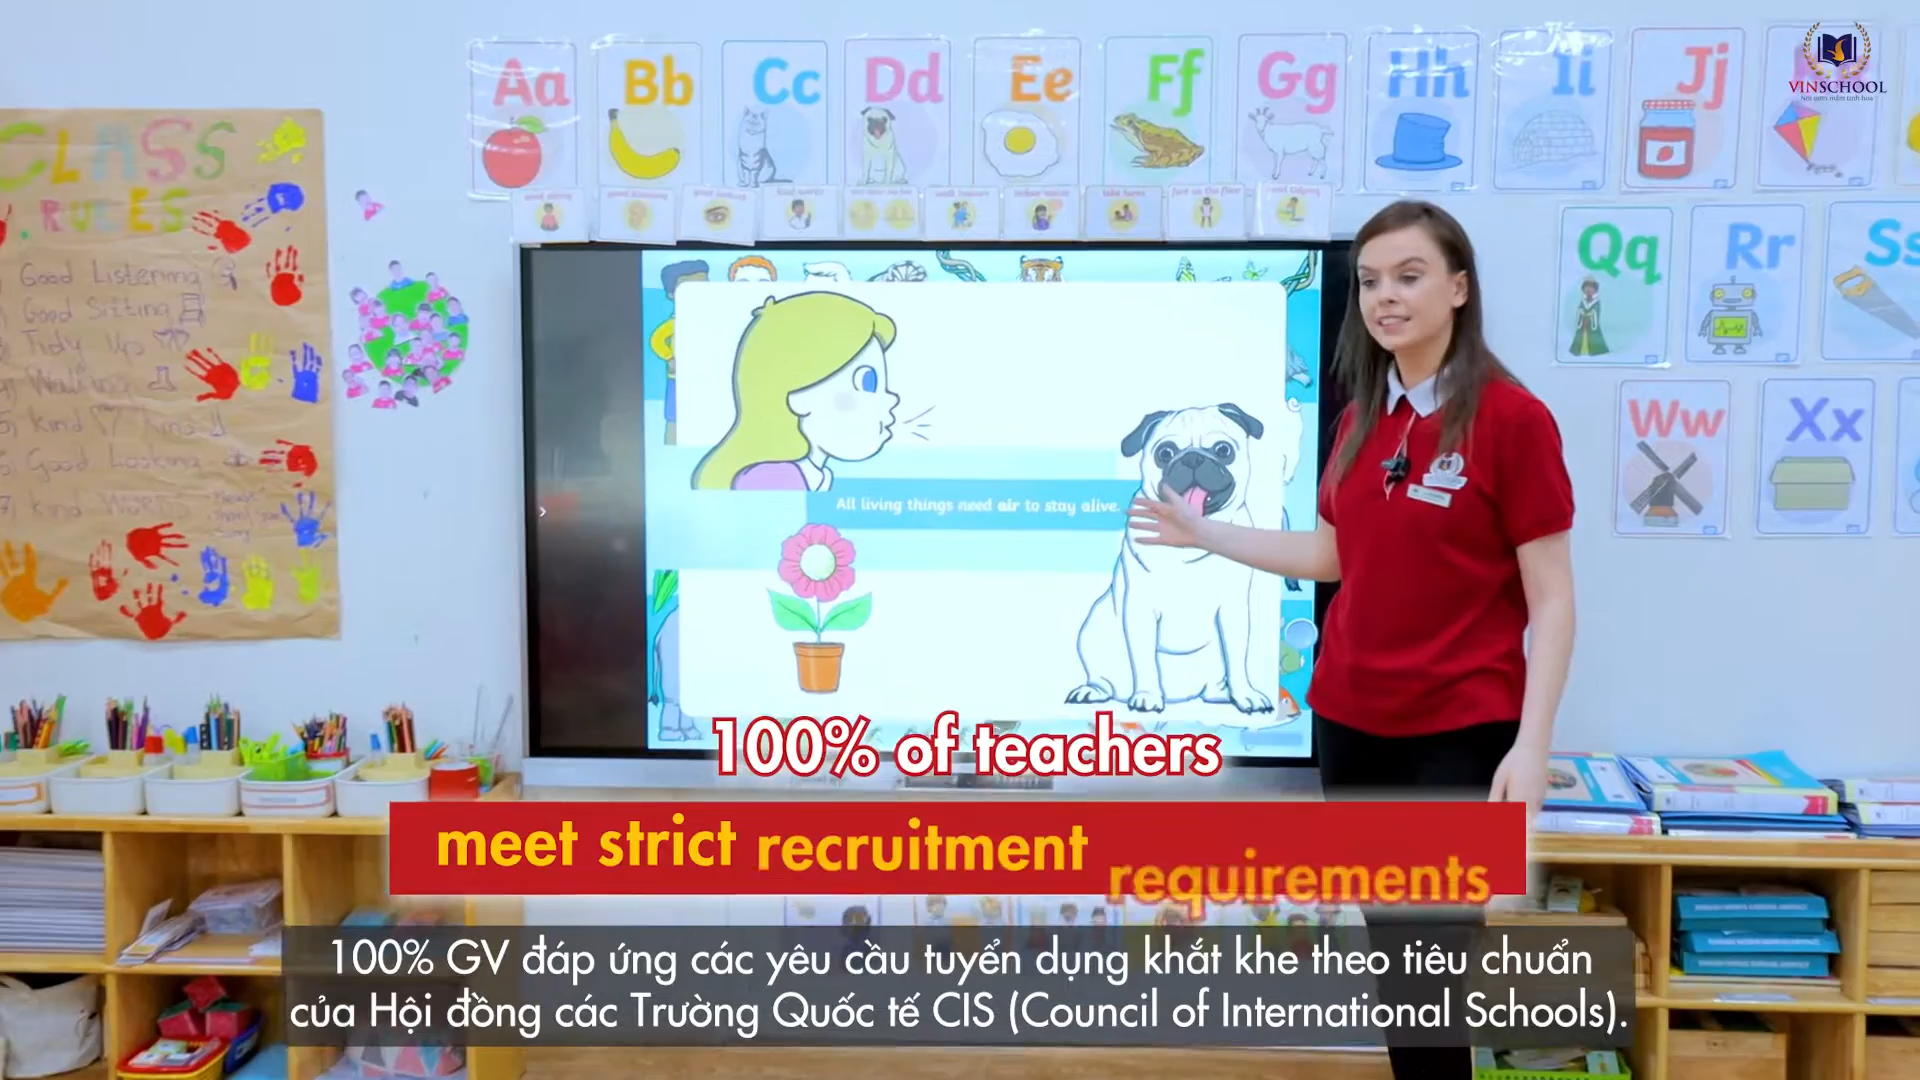 Aa
Bb
Cc
Dd
Ee
Ff
Gg
Hh
Ii
Jj
VINSCHOOL
CLASS
RULES
Good Listening
Good Sitting
Tidy Up
Walking
Kind
Good Looking
Kind Words
Qq
Rr
Ss
Ww
Xx
All living things need air to stay alive.
100% of teachers
meet strict recruitment requirements
100% GV đáp ứng các yêu cầu tuyển dụng khắt khe theo tiêu chuẩn
của Hội đồng các Trường Quốc tế CIS (Council of International Schools).